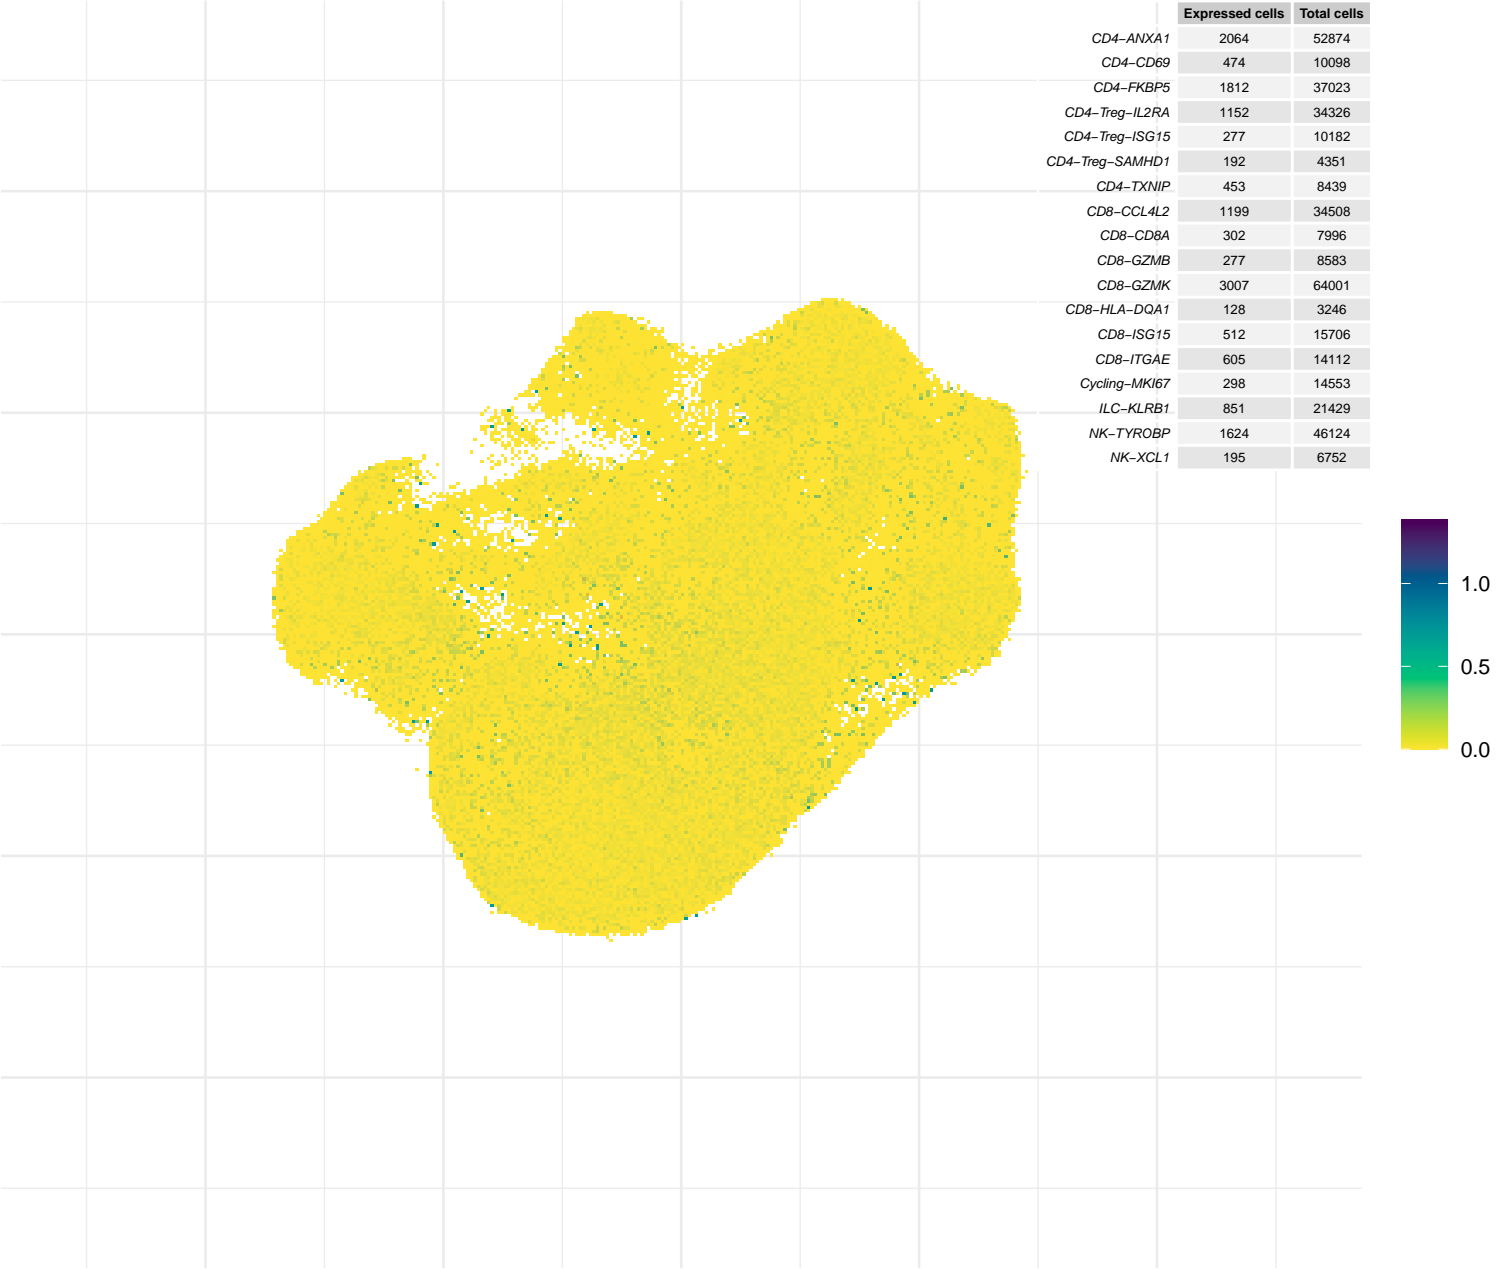 Expressed cells Total cells
CD4−ANXA1 2064 52874
CD4−CD69 474 10098
CD4−FKBP5 1812 37023
CD4−Treg−IL2RA 1152 34326
CD4−Treg−ISG15 277 10182
CD4−Treg−SAMHD1 192 4351
CD4−TXNIP 453 8439
CD8−CCL4L2 1199 34508
CD8−CD8A 302 7996
CD8−GZMB 277 8583
CD8−GZMK 3007 64001
CD8−HLA−DQA1 128 3246
CD8−ISG15 512 15706
CD8−ITGAE 605 14112
Cycling−MKI67 298 14553
ILC−KLRB1 851 21429
NK−TYROBP 1624 46124
NK−XCL1 195 6752
1.0
0.5
0.0